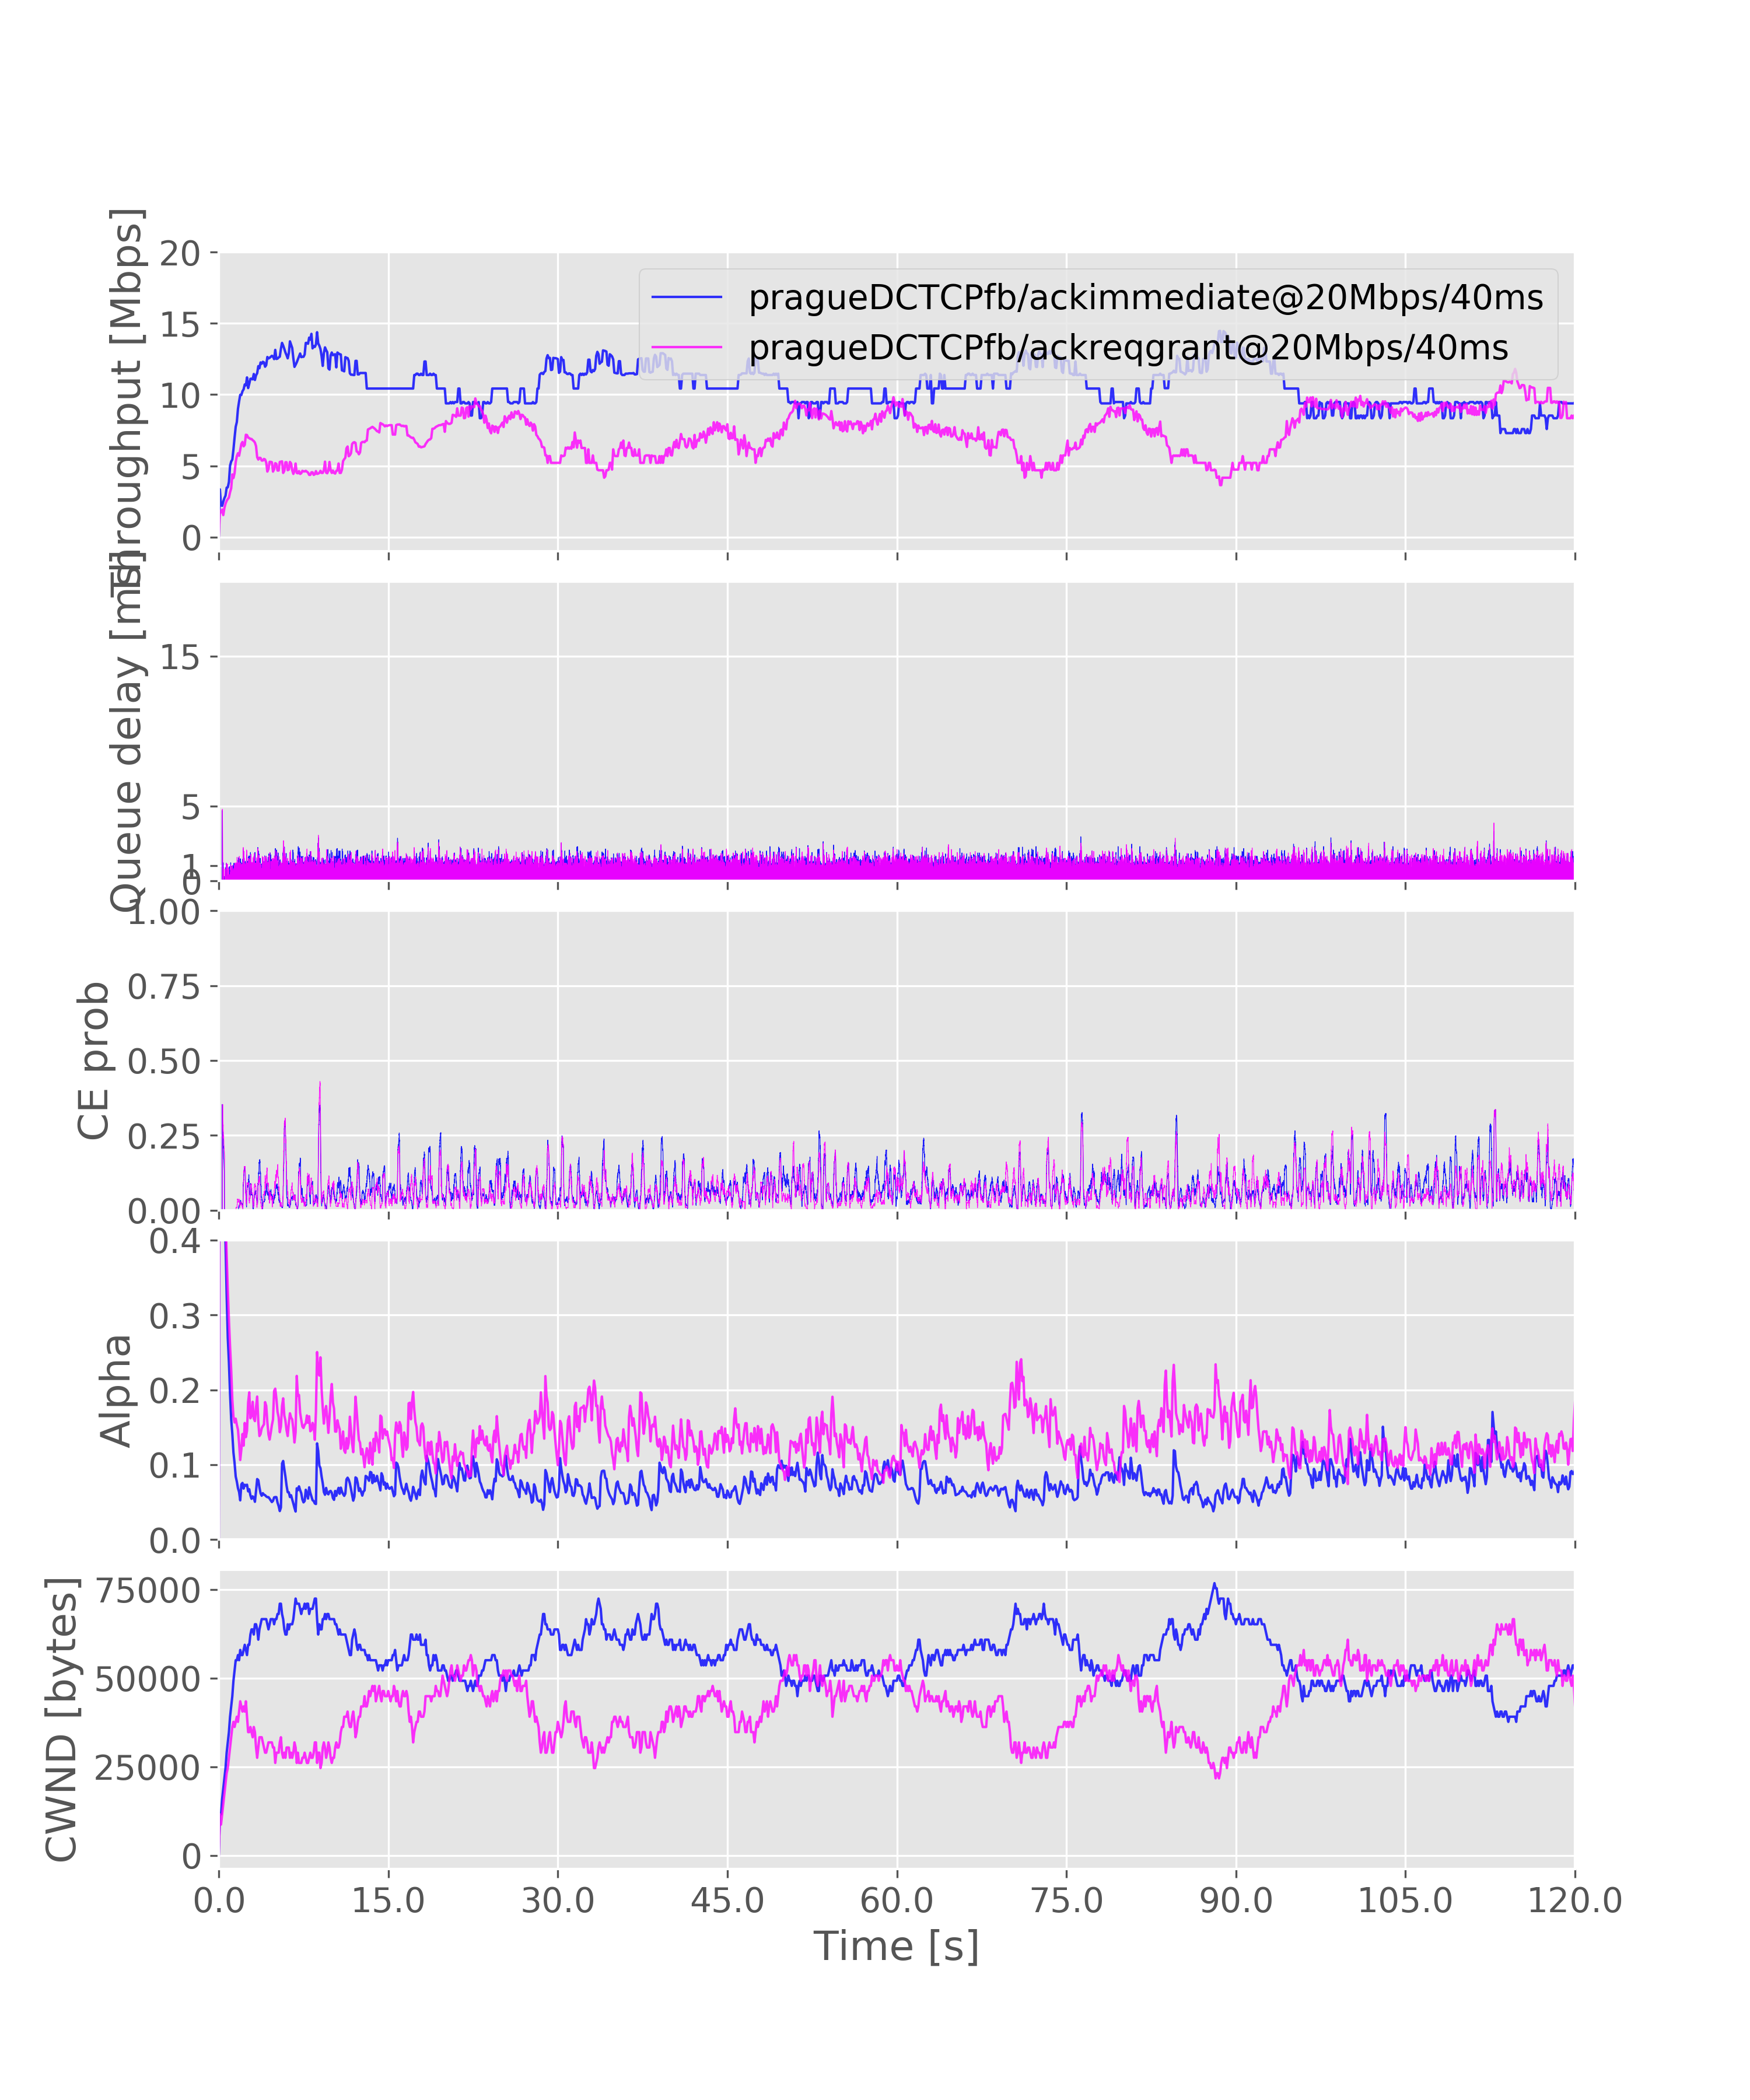 Throughput [Mbps]
20
15
10
5
0
pragueDCTCPfb/ackimmediate@20Mbps/40ms
pragueDCTCPfb/ackreqgrant@20Mbps/40ms
Queue delay [ms]
15
5
1
0
CE prob
1.00
0.75
0.50
0.25
0.00
Alpha
0.4
0.3
0.2
0.1
0.0
CWND [bytes]
75000
50000
25000
0
0.0 15.0 30.0 45.0 60.0 75.0 90.0 105.0 120.0
Time [s]